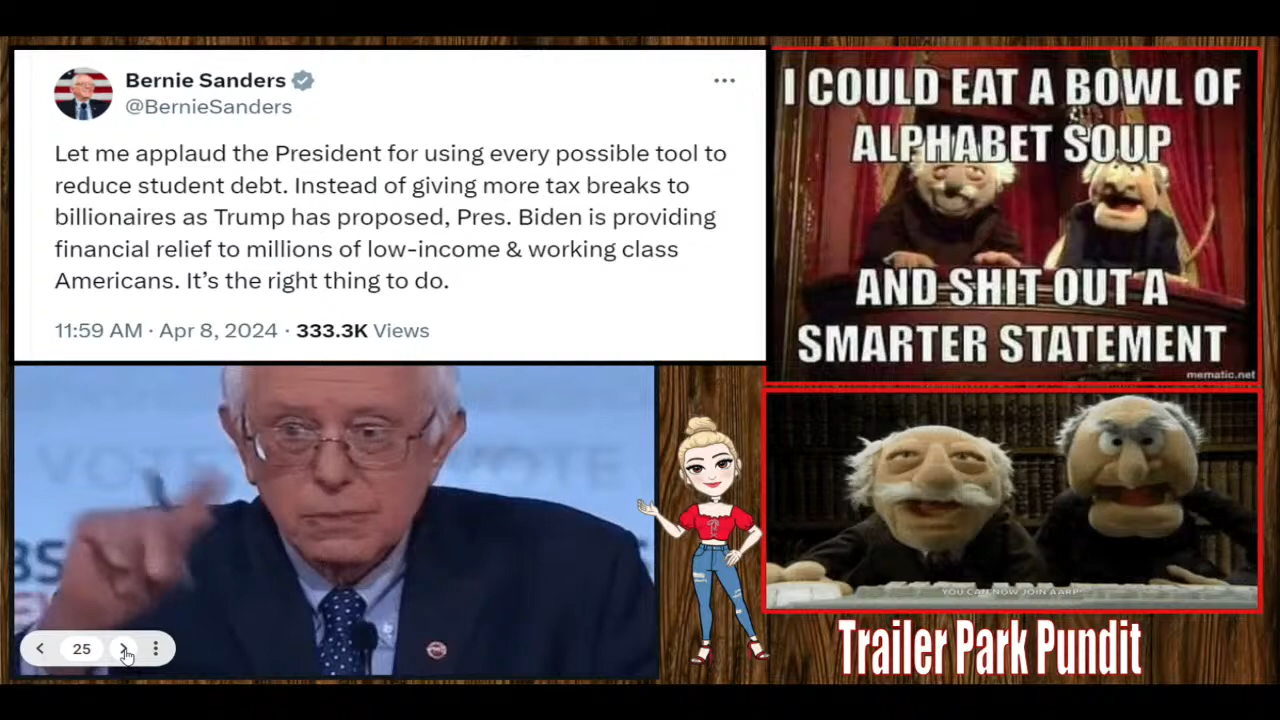 Bernie Sanders
@BernieSanders
Let me applaud the President for using every possible tool to
reduce student debt. Instead of giving more tax breaks to
billionaires as Trump has proposed, Pres. Biden is providing
financial relief to millions of low-income & working class
Americans. It’s the right thing to do.
11:59 AM · Apr 8, 2024 · 333.3K Views
I COULD EAT A BOWL OF
ALPHABET SOUP
AND SHIT OUT A
SMARTER STATEMENT
mematic.net
VOTE
VOTE
BS
25
YOU CAN NOW JOIN AARP
Trailer Park Pundit